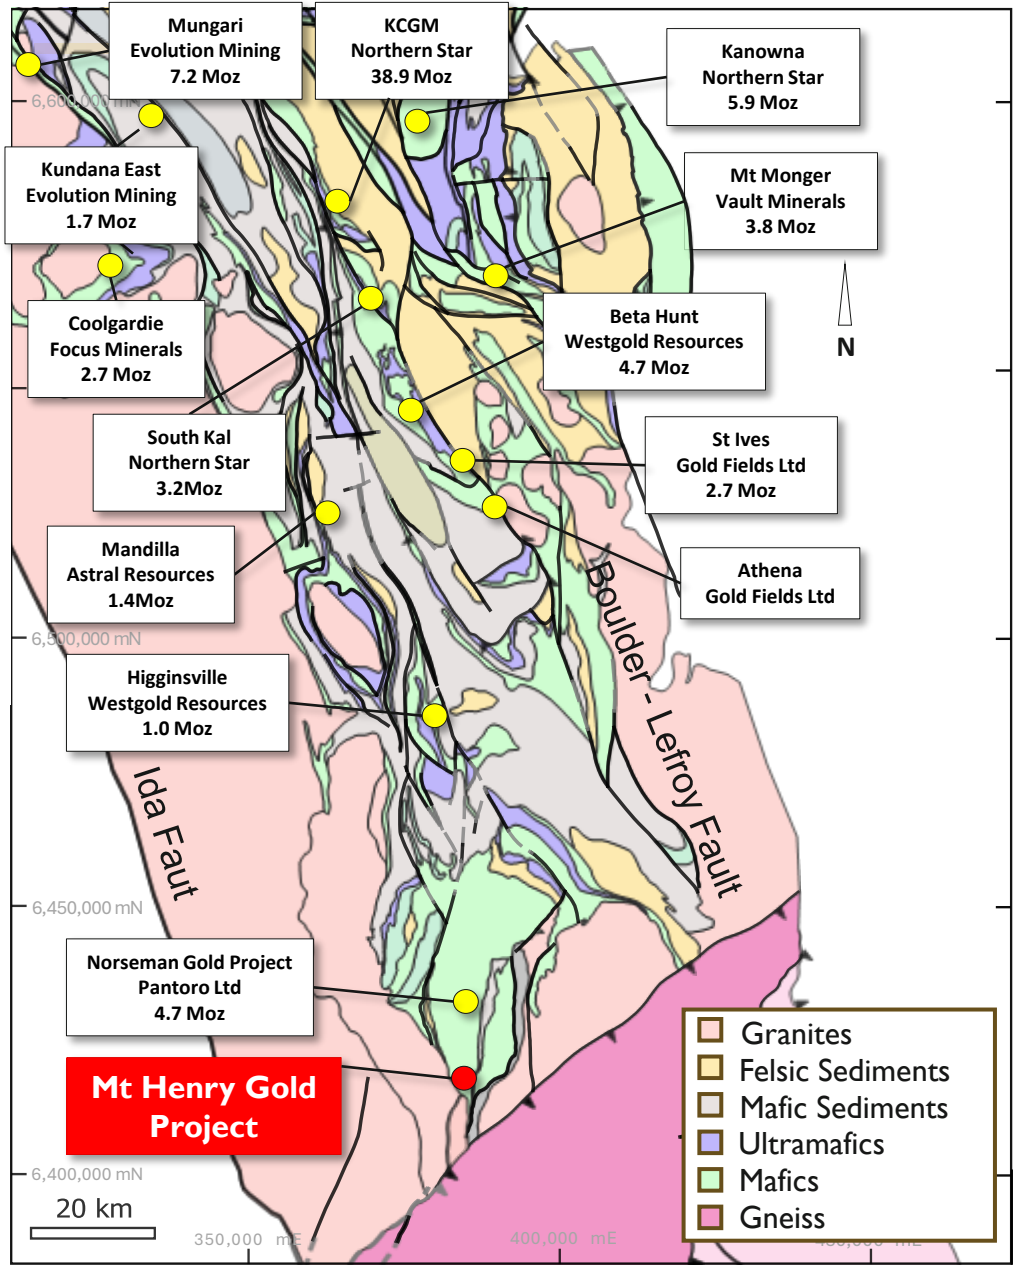 Mungari
Evolution Mining
7.2 Moz
KCGM
Northern Star
38.9 Moz
Kanowna
Northern Star
5.9 Moz
6,600,000 mN
Kundana East
Evolution Mining
1.7 Moz
Mt Monger
Vault Minerals
3.8 Moz
Coolgardie
Focus Minerals
2.7 Moz
Beta Hunt
Westgold Resources
4.7 Moz
N
South Kal
Northern Star
3.2Moz
St Ives
Gold Fields Ltd
2.7 Moz
Mandilla
Astral Resources
1.4Moz
Athena
Gold Fields Ltd
6,500,000 mN
Boulder - Lefroy Fault
Higginsville
Westgold Resources
1.0 Moz
Ida Faut
6,450,000 mN
Norseman Gold Project
Pantoro Ltd
4.7 Moz
Mt Henry Gold
Project
Granites
Felsic Sediments
Mafic Sediments
Ultramafics
Mafics
Gneiss
6,400,000 mN
20 km
350,000 mE
400,000 mE